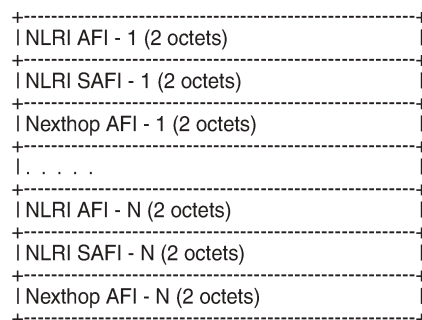 +-----------------------------------------------------+
| NLRI AFI - 1 (2 octets) |
+-----------------------------------------------------+
| NLRI SAFI - 1 (2 octets) |
+-----------------------------------------------------+
| Nexthop AFI - 1 (2 octets) |
+-----------------------------------------------------+
| . . . . . |
+-----------------------------------------------------+
| NLRI AFI - N (2 octets) |
+-----------------------------------------------------+
| NLRI SAFI - N (2 octets) |
+-----------------------------------------------------+
| Nexthop AFI - N (2 octets) |
+-----------------------------------------------------+